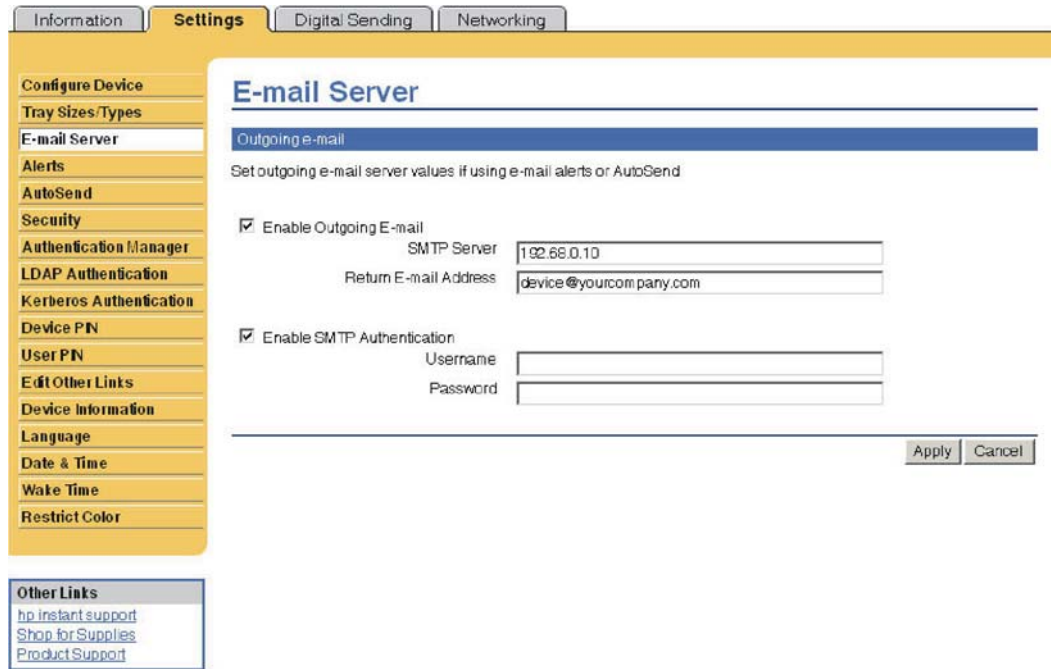 Information Settings Digital Sending Networking
Configure Device
Tray Sizes/Types
E-mail Server
Alerts
AutoSend
Security
Authentication Manager
LDAP Authentication
Kerberos Authentication
Device PIN
User PIN
Edit Other Links
Device Information
Language
Date & Time
Wake Time
Restrict Color
Other Links
hp instant support
Shop for Supplies
Product Support
E-mail Server
Outgoing e-mail
Set outgoing e-mail server values if using e-mail alerts or AutoSend
Enable Outgoing E-mail
SMTP Server 192.68.0.10
Return E-mail Address device@yourcompany.com
Enable SMTP Authentication
Username
Password
Apply Cancel